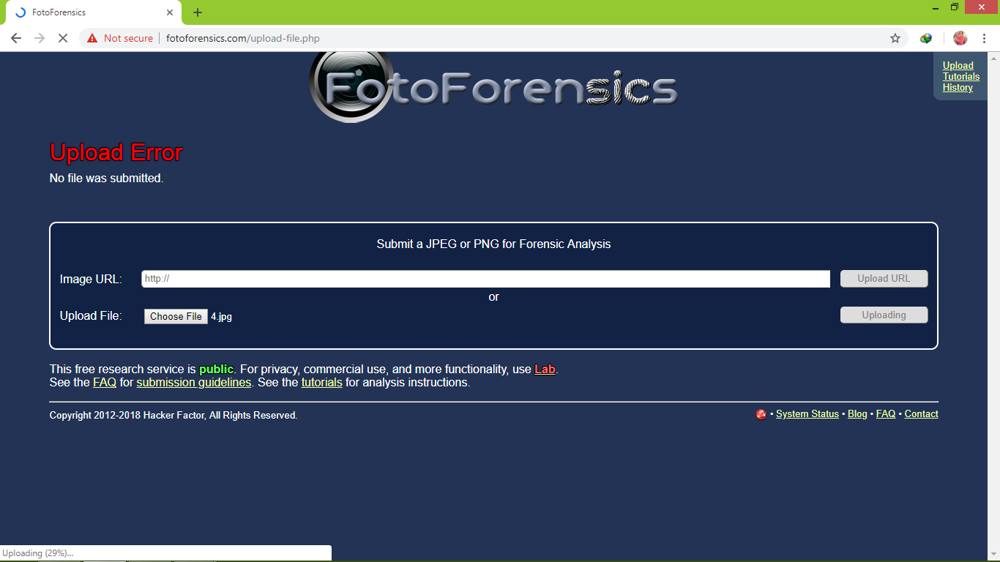 FotoForensics
Not secure fotoforensics.com/upload-file.php
FotoForensics
Upload
Tutorials
History
Upload Error
No file was submitted.
Submit a JPEG or PNG for Forensic Analysis
Image URL: http:// Upload URL
or
Upload File: Choose File 4.jpg Uploading
This free research service is public. For privacy, commercial use, and more functionality, use Lab.
See the FAQ for submission guidelines. See the tutorials for analysis instructions.
Copyright 2012-2018 Hacker Factor, All Rights Reserved. • System Status • Blog • FAQ • Contact
Uploading (29%)...